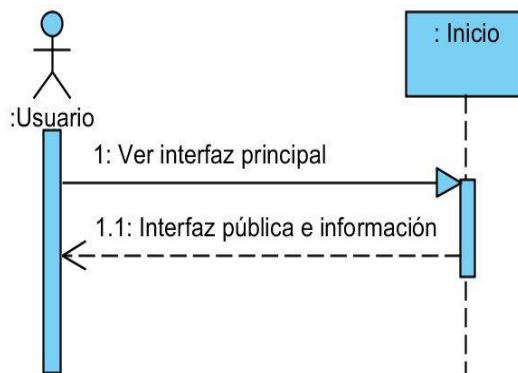 : Inicio
:Usuario
1: Ver interfaz principal
1.1: Interfaz pública e información